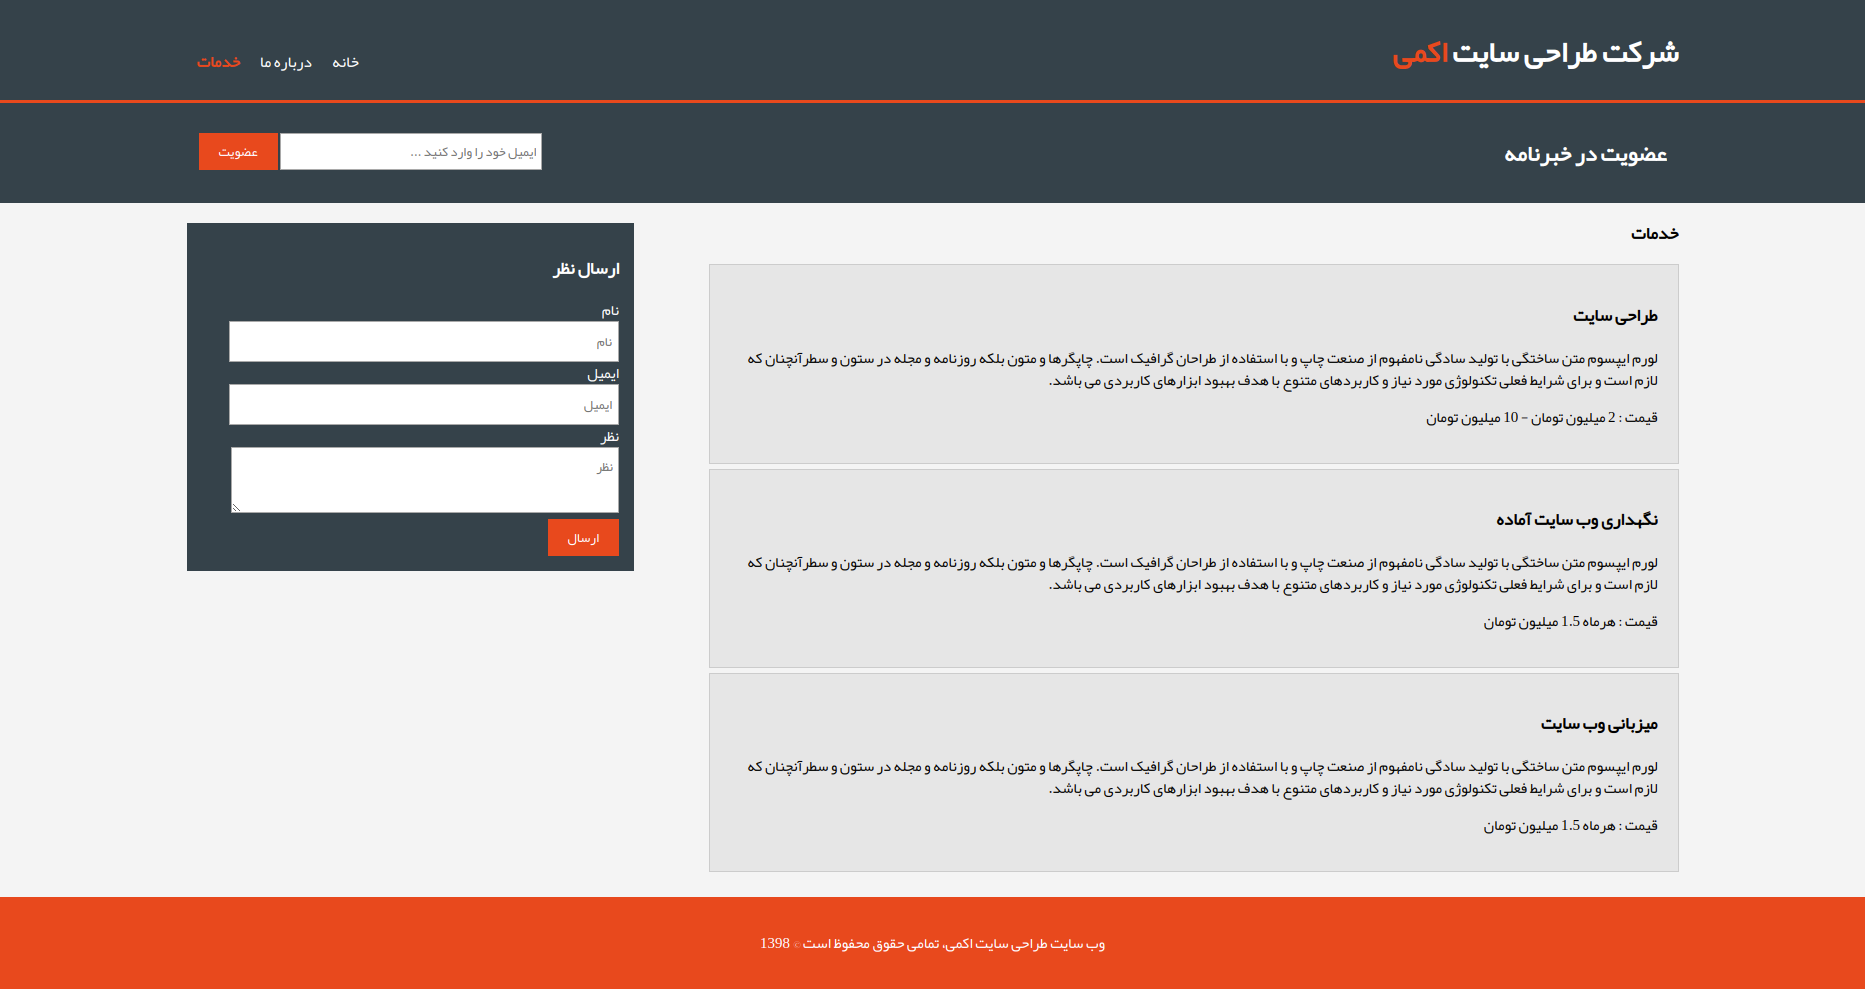 شرکت طراحی سایت اکمی
خانه
درباره ما
خدمات
عضویت در خبرنامه
ایمیل خود را وارد کنید ...
عضویت
خدمات
طراحی سایت
لورم ایپسوم متن ساختگی با تولید سادگی نامفهوم از صنعت چاپ و با استفاده از طراحان گرافیک است. چاپگرها و متون بلکه روزنامه و مجله در ستون و سطرآنچنان که
لازم است و برای شرایط فعلی تکنولوژی مورد نیاز و کاربردهای متنوع با هدف بهبود ابزارهای کاربردی می باشد.
قیمت : 2 میلیون تومان - 10 میلیون تومان
نگهداری وب سایت آماده
لورم ایپسوم متن ساختگی با تولید سادگی نامفهوم از صنعت چاپ و با استفاده از طراحان گرافیک است. چاپگرها و متون بلکه روزنامه و مجله در ستون و سطرآنچنان که
لازم است و برای شرایط فعلی تکنولوژی مورد نیاز و کاربردهای متنوع با هدف بهبود ابزارهای کاربردی می باشد.
قیمت : هرماه 1.5 میلیون تومان
میزبانی وب سایت
لورم ایپسوم متن ساختگی با تولید سادگی نامفهوم از صنعت چاپ و با استفاده از طراحان گرافیک است. چاپگرها و متون بلکه روزنامه و مجله در ستون و سطرآنچنان که
لازم است و برای شرایط فعلی تکنولوژی مورد نیاز و کاربردهای متنوع با هدف بهبود ابزارهای کاربردی می باشد.
قیمت : هرماه 1.5 میلیون تومان
ارسال نظر
نام
نام
ایمیل
ایمیل
نظر
نظر
ارسال
وب سایت طراحی سایت اکمی، تمامی حقوق محفوظ است © 1398